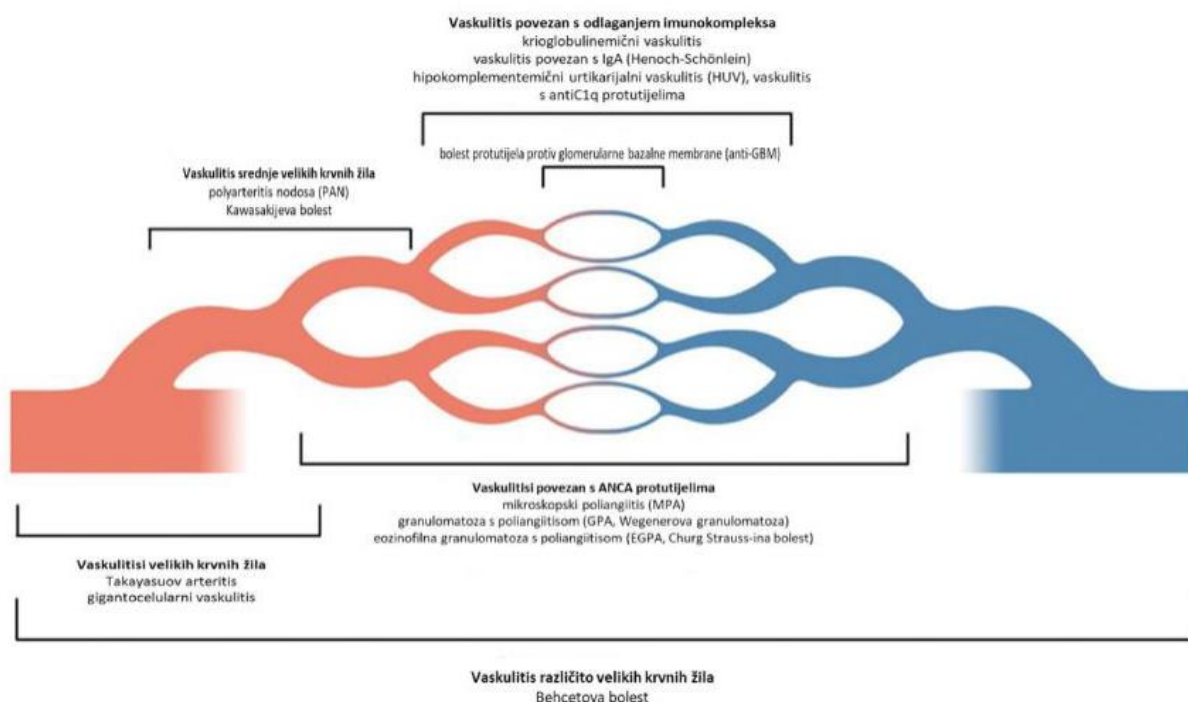 Vaskulitis povezan s odlaganjem imunokompleksa
krioglobulinemični vaskulitis
vaskulitis povezan s IgA (Henoch-Schönlein)
hipokomplementemični urtikarijalni vaskulitis (HUV), vaskulitis
s antiC1q protutijelima
bolest protutijela protiv glomerularne bazalne membrane (anti-GBM)
Vaskulitis srednje velikih krvnih žila
polyarteritis nodosa (PAN)
Kawasakijeva bolest
Vaskulitisi povezan s ANCA protutijelima
mikroskopski poliangiitis (MPA)
granulomatoza s poliangiitisom (GPA, Wegenerova granulomatoza)
eozinofilna granulomatoza s poliangiitisom (EGPA, Churg Strauss-ina bolest)
Vaskulitisi velikih krvnih žila
Takayasuov arteritis
gigantocelularni vaskulitis
Vaskulitis različito velikih krvnih žila
Behcetova bolest